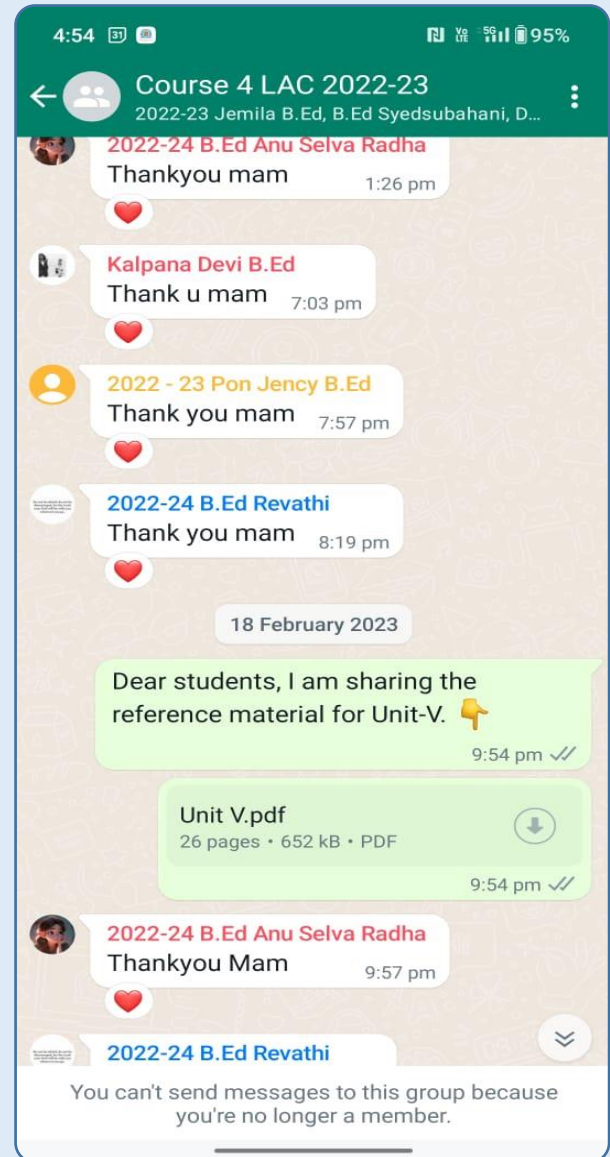 4:54 31 Vo LTE 5G 95%
Course 4 LAC 2022-23
2022-23 Jemila B.Ed, B.Ed Syedsubahani, D...
2022-24 B.Ed Anu Selva Radha
Thankyou mam 1:26 pm
Kalpana Devi B.Ed
Thank u mam 7:03 pm
2022 - 23 Pon Jency B.Ed
Thank you mam 7:57 pm
2022-24 B.Ed Revathi
Thank you mam 8:19 pm
18 February 2023
Dear students, I am sharing the
reference material for Unit-V. 👇
9:54 pm
Unit V.pdf
26 pages • 652 kB • PDF
9:54 pm
2022-24 B.Ed Anu Selva Radha
Thankyou Mam 9:57 pm
2022-24 B.Ed Revathi
You can't send messages to this group because
you're no longer a member.